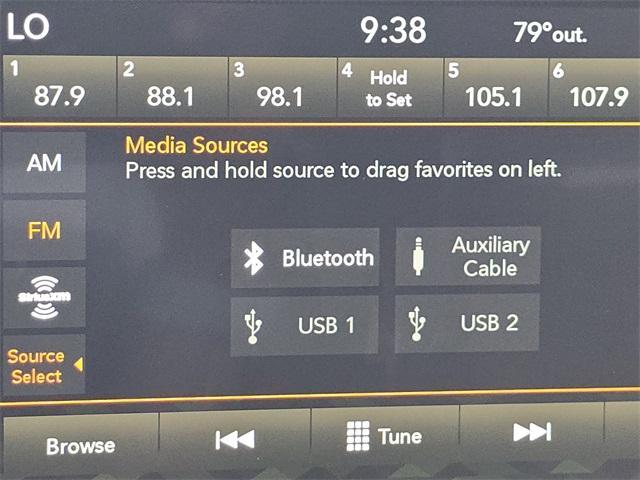 LO 9:38 79°out.
1 2 3 4 Hold 5 6
87.9 88.1 98.1 to Set 105.1 107.9
Media Sources
Press and hold source to drag favorites on left.
AM
FM
SiriusXM
Source
Select
Bluetooth
Auxiliary
Cable
USB 1
USB 2
Browse Tune